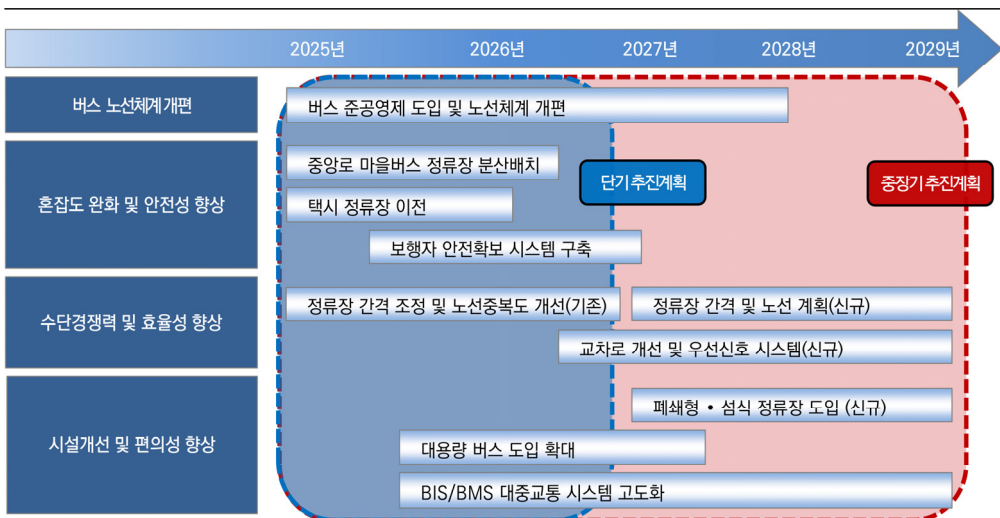 2025년 2026년 2027년 2028년 2029년
버스 노선체계개편
버스 준공영제 도입 및 노선체계 개편
혼잡도 완화 및 안전성 향상
중앙로 마을버스 정류장 분산배치
단기추진계획
중장기추진계획
택시 정류장 이전
보행자 안전확보 시스템 구축
수단경쟁력 및 효율성 향상
정류장 간격 조정 및 노선중복도 개선(기존)
정류장 간격 및 노선 계획(신규)
교차로 개선 및 우선신호 시스템(신규)
시설개선 및 편의성 향상
폐쇄형 • 섬식 정류장 도입 (신규)
대용량 버스 도입 확대
BIS/BMS 대중교통 시스템 고도화